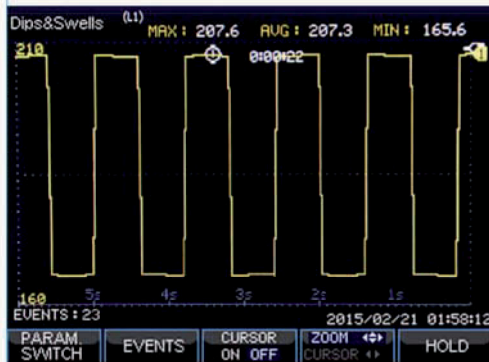 Dips&Swells (L1) MAX: 207.6 AVG: 207.3 MIN: 165.6
210
0:00:22
160
5s 4s 3s 2s 1s
EVENTS: 23 2015/02/21 01:58:12
PARAM. SWITCH EVENTS CURSOR ON OFF ZOOM CURSOR HOLD